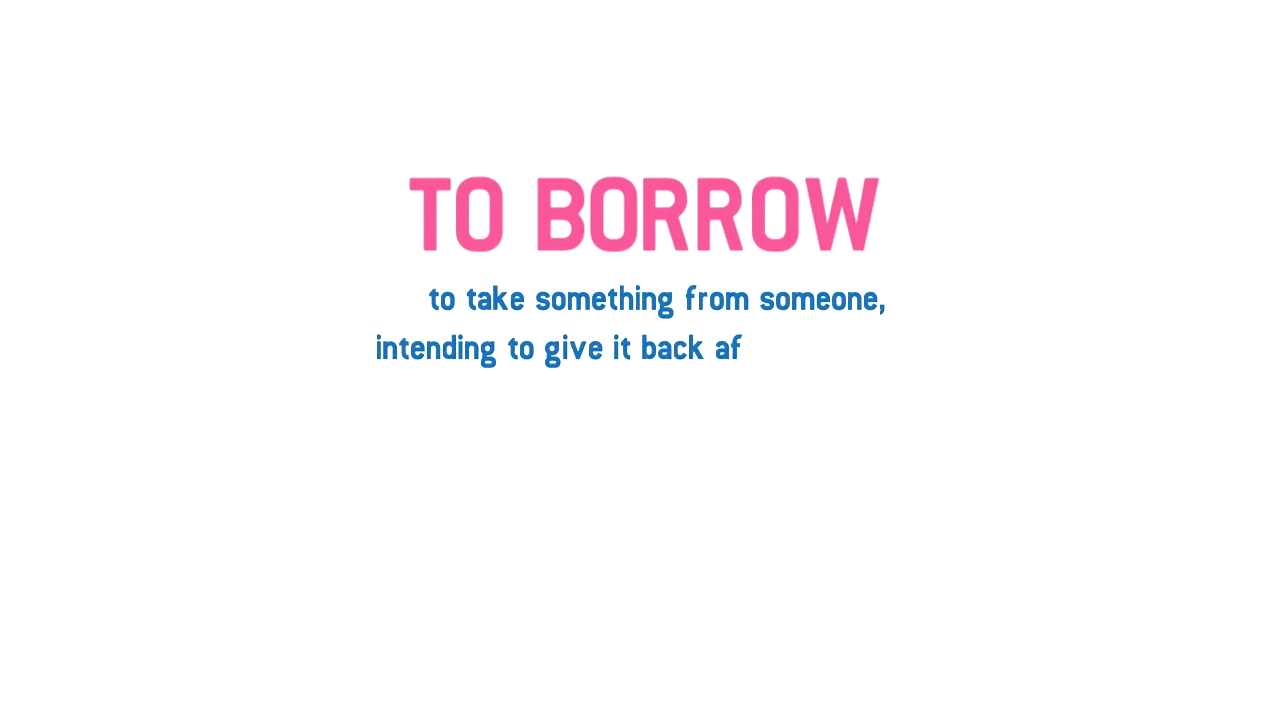 TO BORROW
to take something from someone,
intending to give it back af